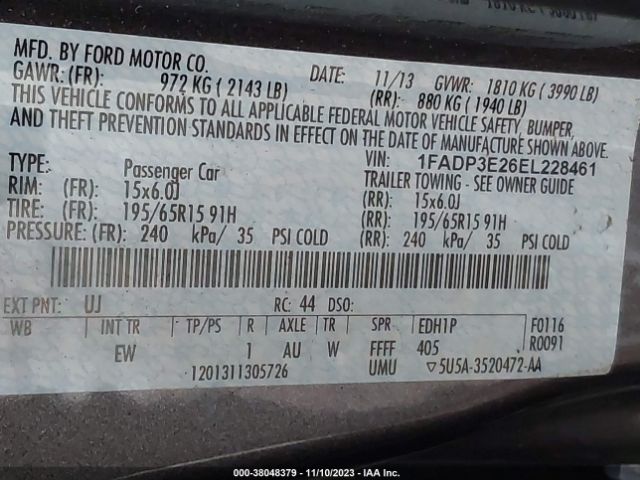 MFD. BY FORD MOTOR CO.
DATE: 11/13 GVWR: 1810 KG ( 3990 LB)
GAWR:(FR): 972 KG ( 2143 LB) (RR): 880 KG ( 1940 LB)
THIS VEHICLE CONFORMS TO ALL APPLICABLE FEDERAL MOTOR VEHICLE SAFETY, BUMPER,
AND THEFT PREVENTION STANDARDS IN EFFECT ON THE DATE OF MANUFACTURE SHOWN ABOVE.
VIN: 1FADP3E26EL228461
TYPE: Passenger Car TRAILER TOWING - SEE OWNER GUIDE
RIM: (FR): 15x6.0J (RR): 15x6.0J
TIRE: (FR): 195/65R15 91H (RR): 195/65R15 91H
PRESSURE: (FR): 240 kPa/ 35 PSI COLD (RR): 240 kPa/ 35 PSI COLD
EXT PNT: UJ RC: 44 DSO:
WB INT TR TP/PS R AXLE TR SPR EDH1P F0116
EW 1 AU W FFFF 405 R0091
1201311305726 UMU ▽5U5A-3520472-AA
000-38048379 - 11/10/2023 - IAA Inc.